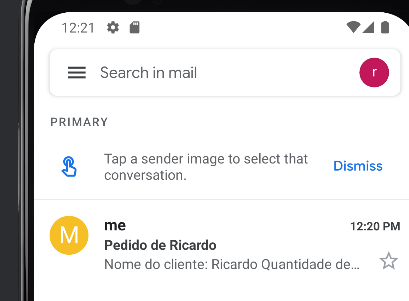 12:21
Search in mail
r
PRIMARY
Tap a sender image to select that
conversation.
Dismiss
M
me
12:20 PM
Pedido de Ricardo
Nome do cliente: Ricardo Quantidade de...